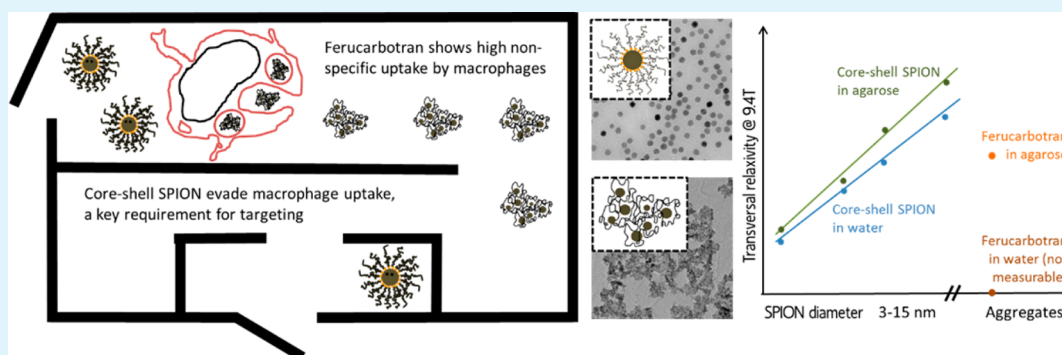 Ferucarbotran shows high non-
specific uptake by macrophages
Core-shell SPION evade macrophage uptake,
a key requirement for targeting
Transversal relaxivity @ 9.4T
Core-shell SPION
in agarose
Core-shell SPION
in water
Ferucarbotran
in agarose
Ferucarbotran
in water (no
measurable
SPION diameter 3-15 nm
Aggregates